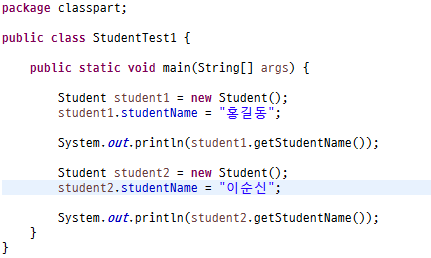 package classpart;
public class StudentTest1 {
public static void main(String[] args) {
Student student1 = new Student();
student1.studentName = "홍길동";
System.out.println(student1.getStudentName());
Student student2 = new Student();
student2.studentName = "이순신";
System.out.println(student2.getStudentName());
}
}